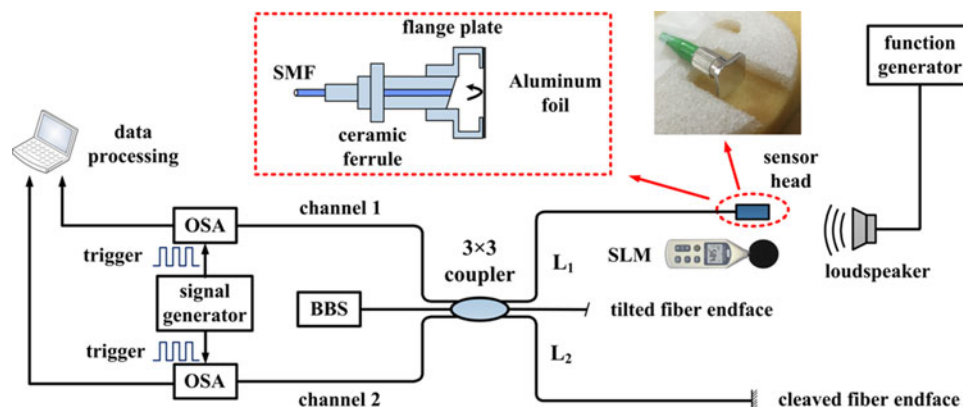 flange plate
SMF
Aluminum
foil
ceramic
ferrule
function
generator
data
processing
sensor
head
OSA
channel 1
trigger
3×3
coupler
L1
SLM
loudspeaker
signal
generator
BBS
tilted fiber endface
trigger
L2
OSA
channel 2
cleaved fiber endface